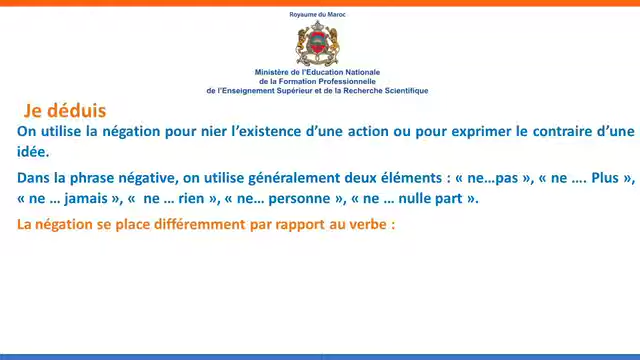 Royaume du Maroc
Ministère de l'Education Nationale
de la Formation Professionnelle
de l'Enseignement Supérieur et de la Recherche Scientifique
Je déduis
On utilise la négation pour nier l'existence d'une action ou pour exprimer le contraire d'une
idée.
Dans la phrase négative, on utilise généralement deux éléments : « ne…pas », « ne …. Plus »,
« ne … jamais », « ne … rien », « ne… personne », « ne … nulle part ».
La négation se place différemment par rapport au verbe :